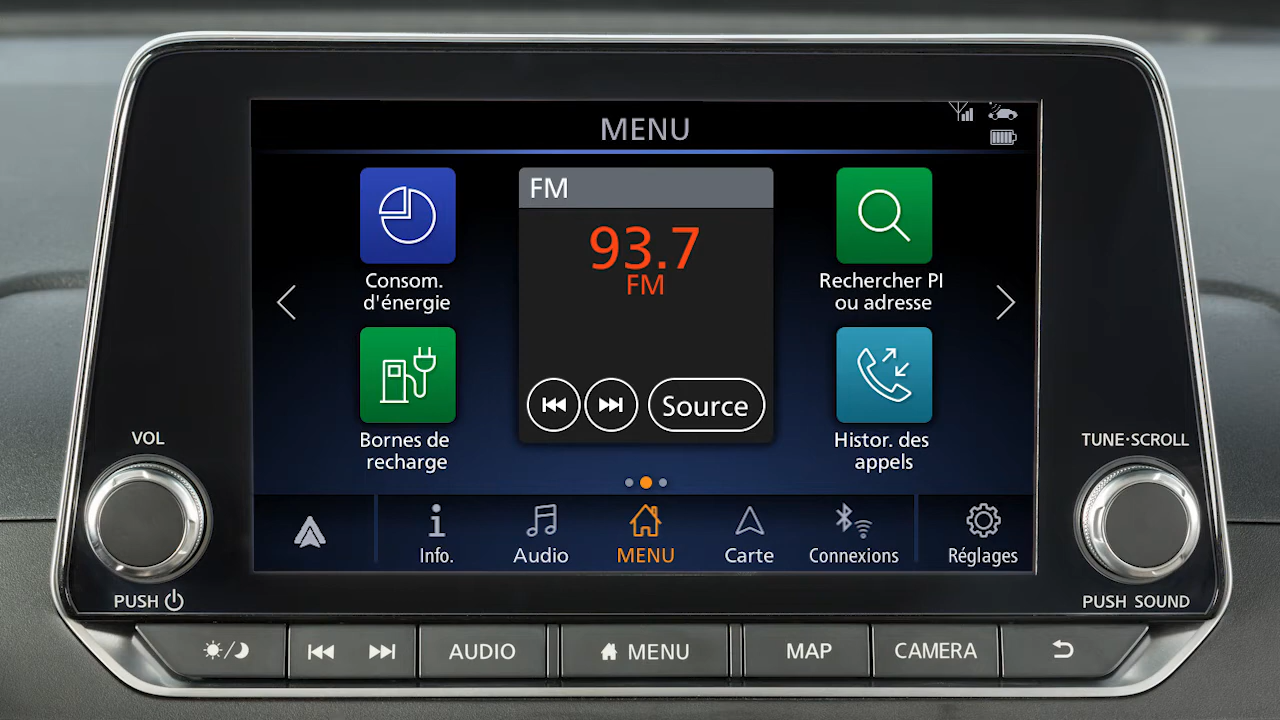 MENU
FM
93.7
FM
Consom.
d'énergie
Rechercher PI
ou adresse
Source
Bornes de
recharge
Histor. des
appels
VOL
TUNE·SCROLL
Info.
Audio
MENU
Carte
Connexions
Réglages
PUSH
PUSH SOUND
AUDIO
MENU
MAP
CAMERA